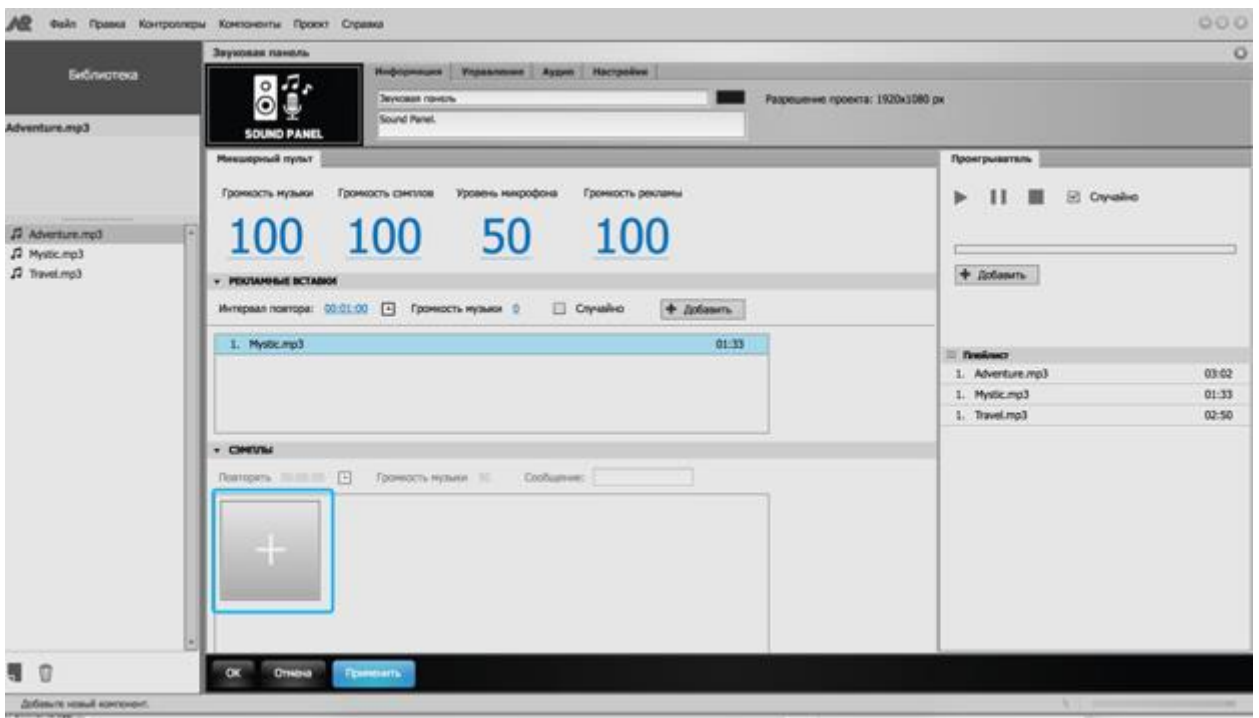 Файл Правка Контроллеры Компоненты Проект Справка
Библиотека
Adventure.mp3
Adventure.mp3
Mystic.mp3
Travel.mp3
Звуковая панель
SOUND PANEL
Информация Управление Аудио Настройки
Звуковая панель
Sound Panel.
Разрешение проекта: 1920x1080 px
Микшерный пульт
Громкость музыки Громкость сэмплов Уровень микрофона Громкость рекламы
100 100 50 100
РЕКЛАМНЫЕ ВСТАВКИ
Интервал повтора: 00:01:00 Громкость музыки 0 Случайно + Добавить
1. Mystic.mp3 01:33
СЭМПЛЫ
Повторять 00:00:00 Громкость музыки 50 Сообщение:
OK Отмена Применить
Проигрыватель
Случайно
+ Добавить
Плейлист
1. Adventure.mp3 03:02
1. Mystic.mp3 01:33
1. Travel.mp3 02:50
Добавьте новый компонент.